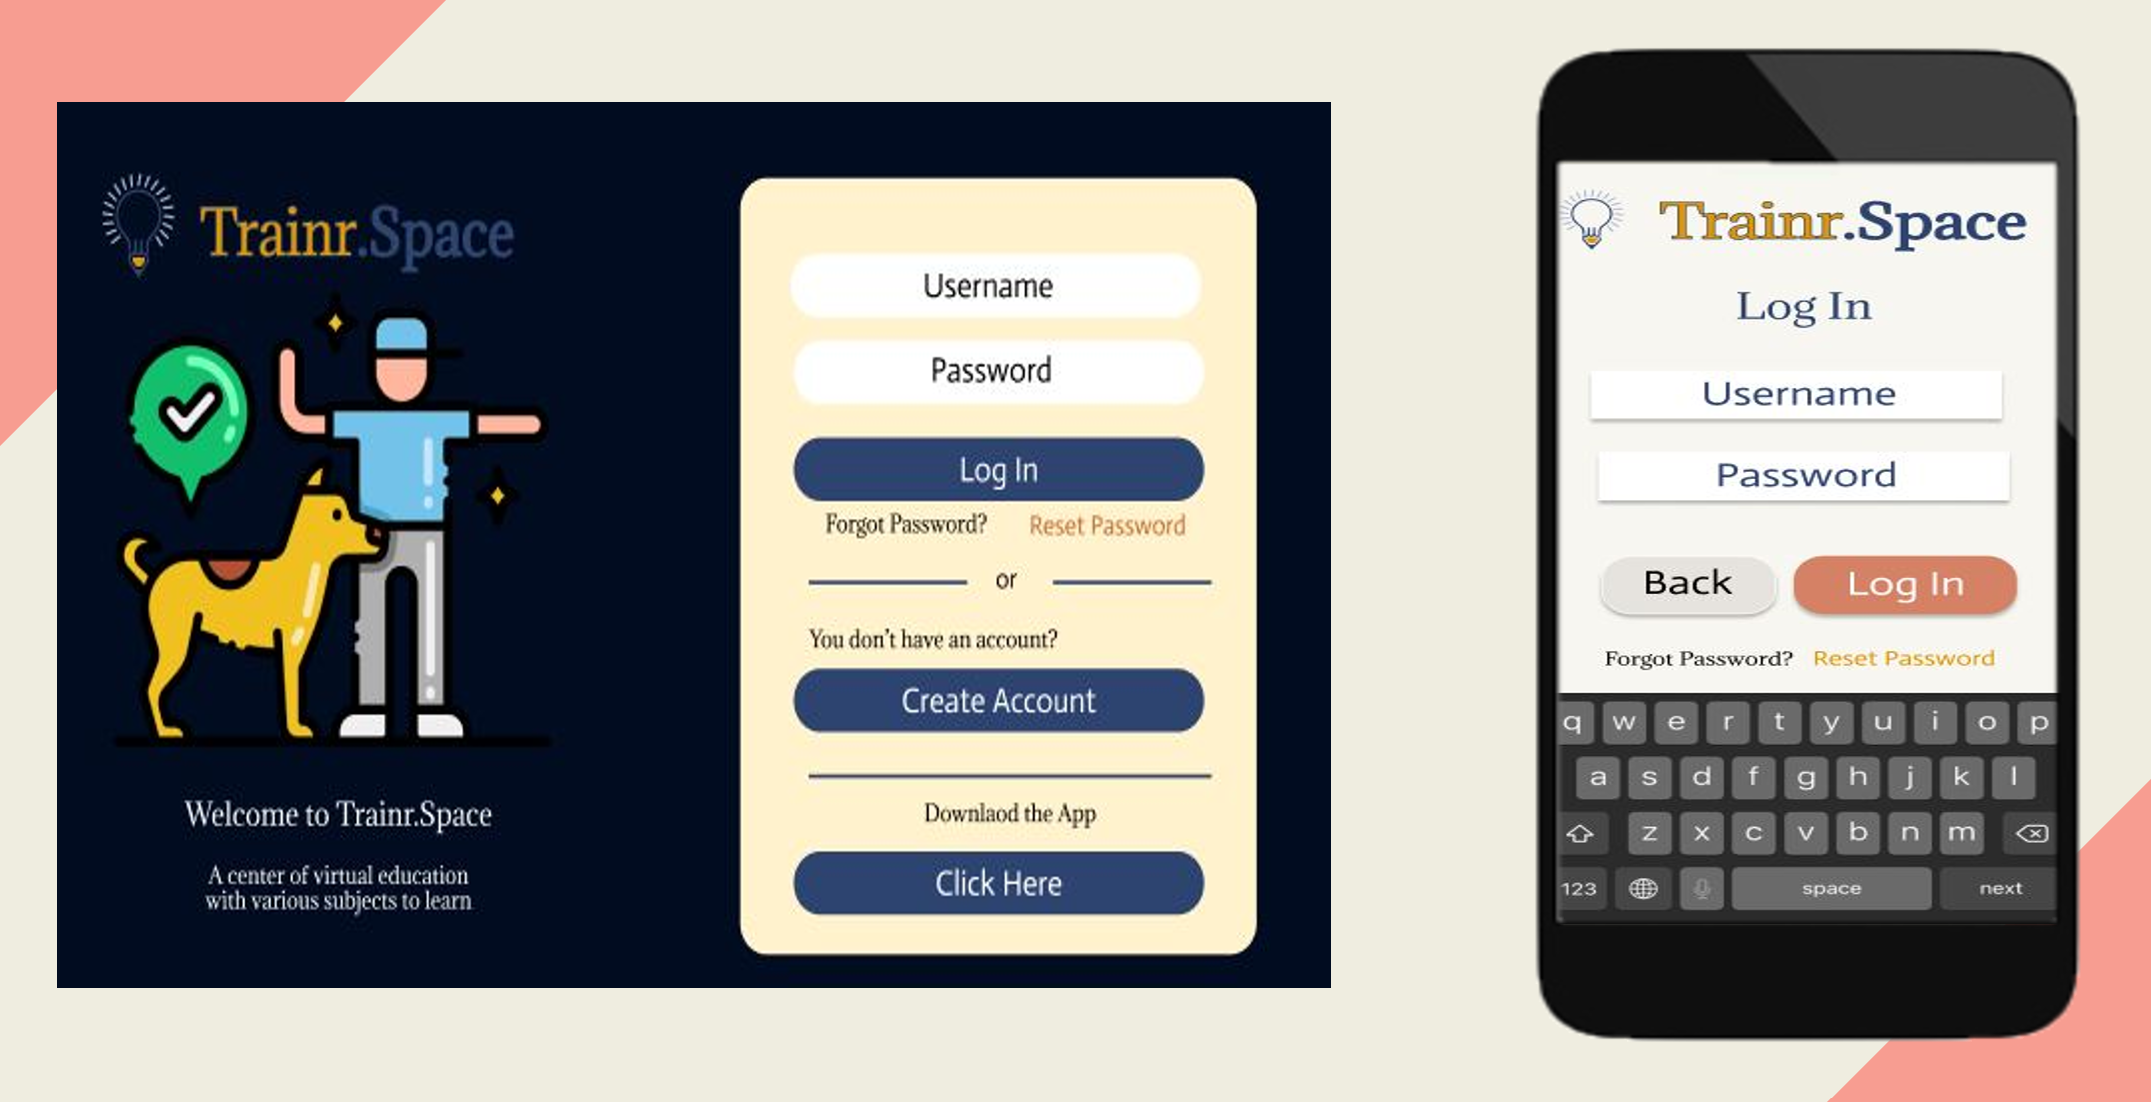 Trainr.Space
Welcome to Trainr.Space
A center of virtual education
with various subjects to learn
Username
Password
Log In
Forgot Password? Reset Password
or
You don't have an account?
Create Account
Downlaod the App
Click Here
Trainr.Space
Log In
Username
Password
Back Log In
Forgot Password? Reset Password
q w e r t y u i o p
a s d f g h j k l
z x c v b n m
123 space next